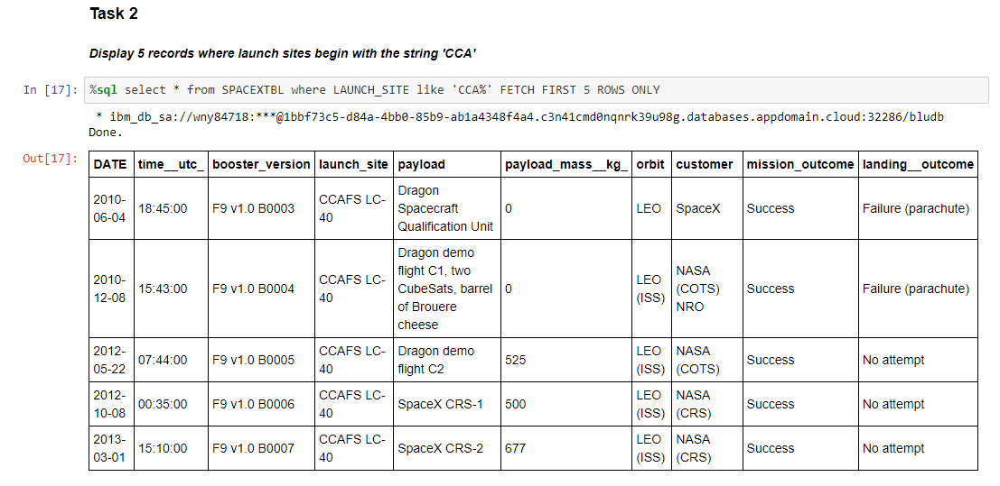 Task 2
Display 5 records where launch sites begin with the string 'CCA'
In [17]: %sql select * from SPACEXTBL where LAUNCH_SITE like 'CCA%' FETCH FIRST 5 ROWS ONLY
* ibm_db_sa://wny84718:***@1bbf73c5-d84a-4bb0-85b9-ab1a4348f4a4.c3n41cmd0nqnrk39u98g.databases.appdomain.cloud:32286/bludb
Done.
Out[17]:
DATE time__utc_ booster_version launch_site payload payload_mass__kg_ orbit customer mission_outcome landing__outcome
2010-
06-04 18:45:00 F9 v1.0 B0003 CCAFS LC-
40 Dragon
Spacecraft
Qualification Unit 0 LEO SpaceX Success Failure (parachute)
2010-
12-08 15:43:00 F9 v1.0 B0004 CCAFS LC-
40 Dragon demo
flight C1, two
CubeSats, barrel
of Brouere
cheese 0 LEO
(ISS) NASA
(COTS)
NRO Success Failure (parachute)
2012-
05-22 07:44:00 F9 v1.0 B0005 CCAFS LC-
40 Dragon demo
flight C2 525 LEO
(ISS) NASA
(COTS) Success No attempt
2012-
10-08 00:35:00 F9 v1.0 B0006 CCAFS LC-
40 SpaceX CRS-1 500 LEO
(ISS) NASA
(CRS) Success No attempt
2013-
03-01 15:10:00 F9 v1.0 B0007 CCAFS LC-
40 SpaceX CRS-2 677 LEO
(ISS) NASA
(CRS) Success No attempt